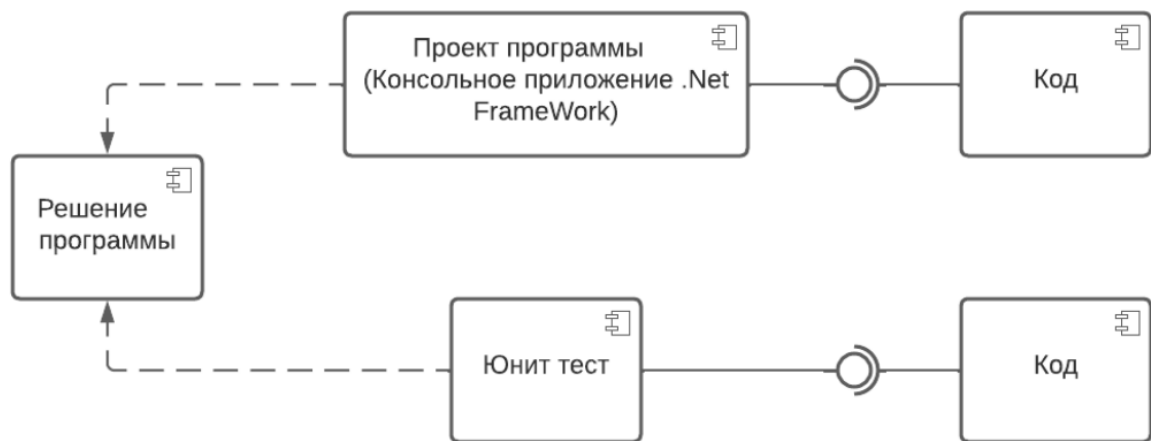 Проект программы
(Консольное приложение .Net
FrameWork)
Код
Решение
программы
Юнит тест
Код